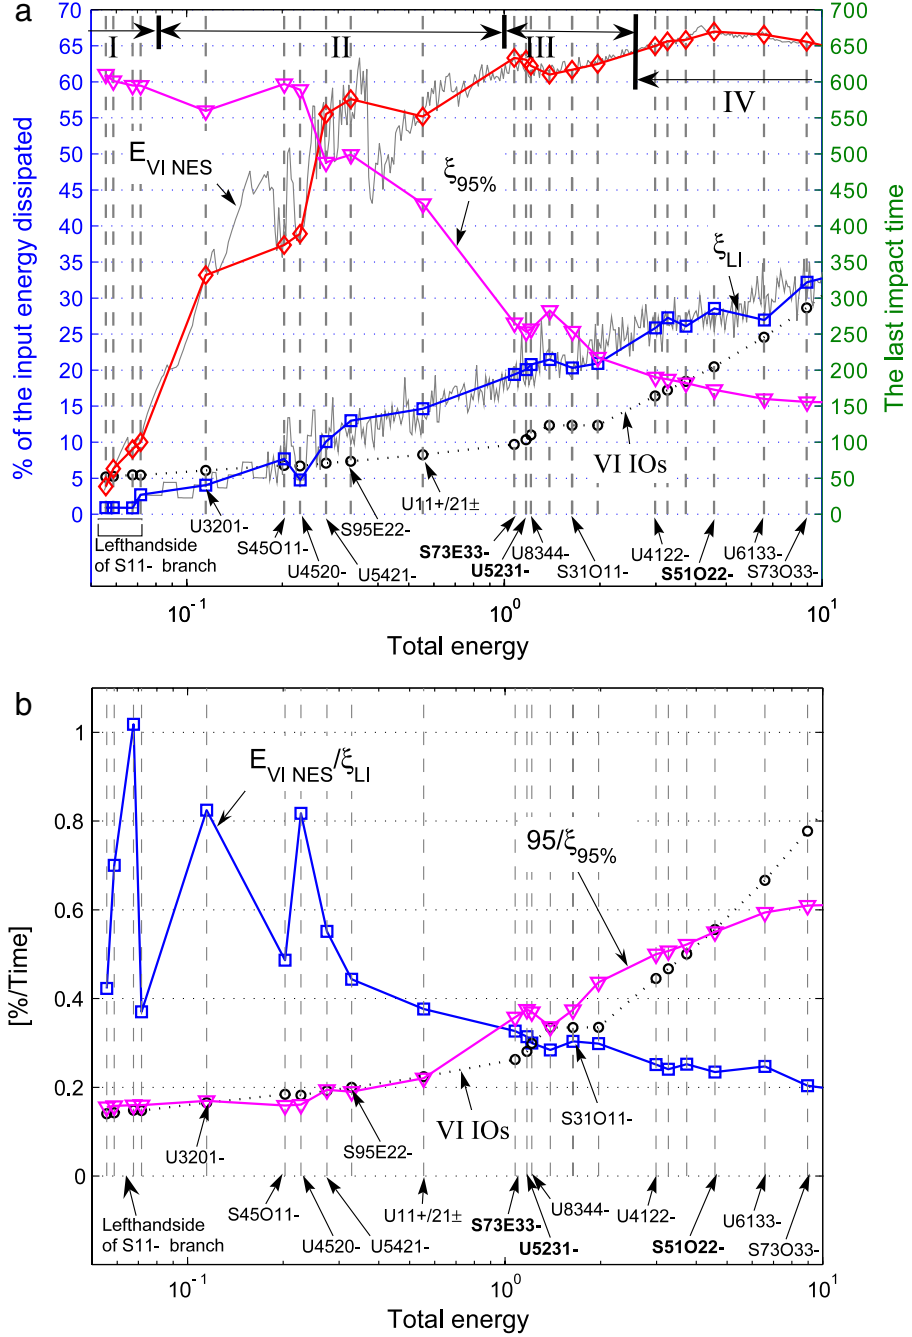 a
I
II
III
IV
70
65
60
55
50
45
40
35
30
25
20
15
10
5
0
700
650
600
550
500
450
400
350
300
250
200
150
100
50
0
% of the input energy dissipated
The last impact time
E VI NES
ξ95%
ξLI
VI IOs
U3201-
S95E22-
U11+/21±
Lefthandside
of S11- branch
S45O11-
U4520-
U5421-
S73E33-
U5231-
U8344-
S31O11-
U4122-
S51O22-
U6133-
S73O33-
10^-1
10^0
10^1
Total energy
b
1
0.8
0.6
0.4
0.2
0
[%/Time]
E VI NES/ξLI
95/ξ95%
S31O11-
VI IOs
U3201-
S95E22-
Lefthandside
of S11- branch
S45O11-
U4520-
U5421-
U11+/21±
S73E33-
U5231-
U8344-
U4122-
S51O22-
U6133-
S73O33-
10^-1
10^0
10^1
Total energy